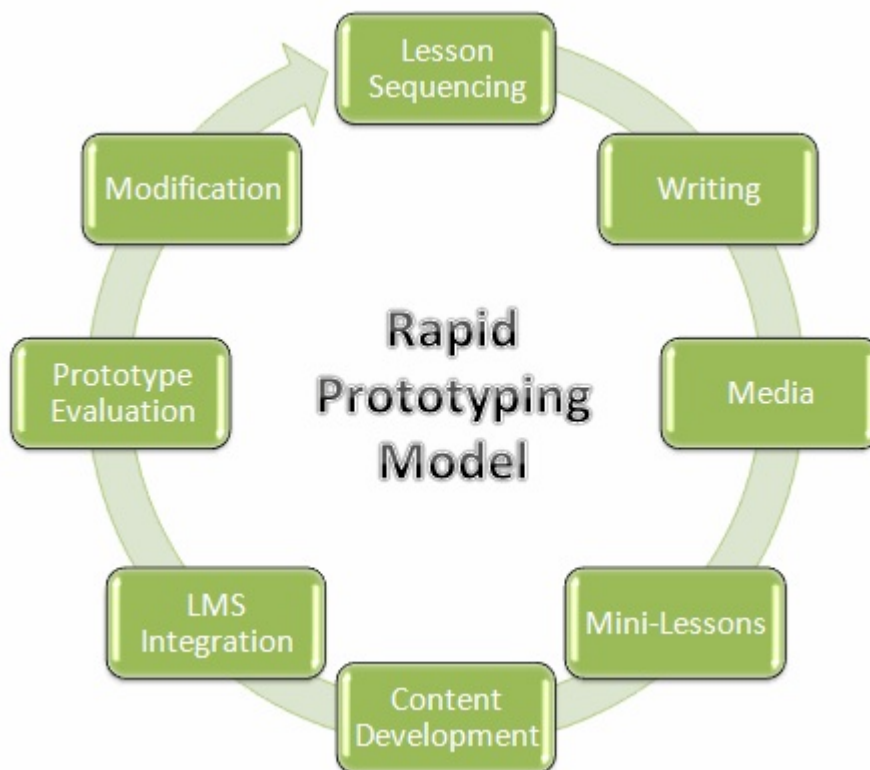 Lesson
Sequencing
Writing
Media
Mini-Lessons
Content
Development
LMS
Integration
Prototype
Evaluation
Modification
Rapid
Prototyping
Model